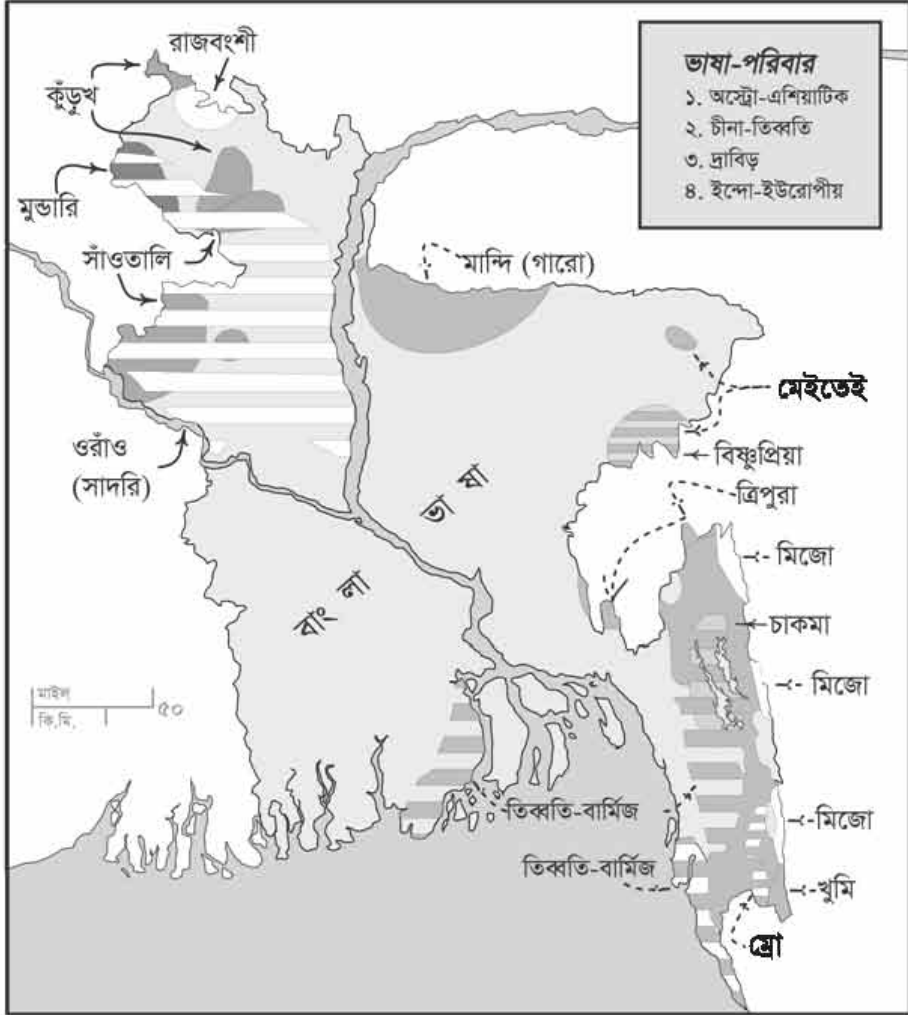 রাজবংশী
কুঁড়ুখ
মুন্ডারি
সাঁওতালি
ওরাঁও
(সাদরি)
ভাষা-পরিবার
১. অস্ট্রো-এশিয়াটিক
২. চীনা-তিব্বতি
৩. দ্রাবিড়
৪. ইন্দো-ইউরোপীয়
মান্দি (গারো)
মেইতেই
বিষ্ণুপ্রিয়া
ত্রিপুরা
মিজো
চাকমা
মিজো
মিজো
খুমি
ম্রো
বাংলা
ভাষা
তিব্বতি-বার্মিজ
তিব্বতি-বার্মিজ
মাইল
কি.মি.
৫০